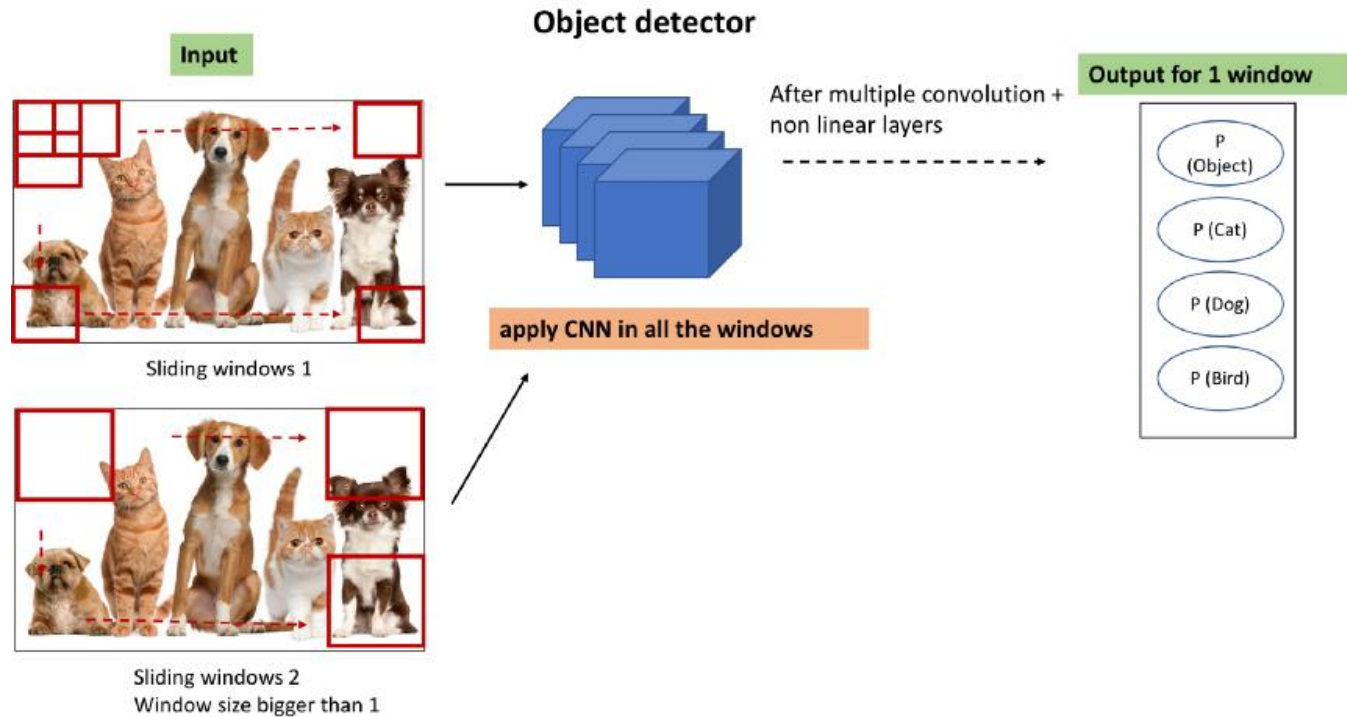 Object detector
Input
Sliding windows 1
Sliding windows 2
Window size bigger than 1
apply CNN in all the windows
After multiple convolution +
non linear layers
Output for 1 window
P
(Object)
P (Cat)
P (Dog)
P (Bird)